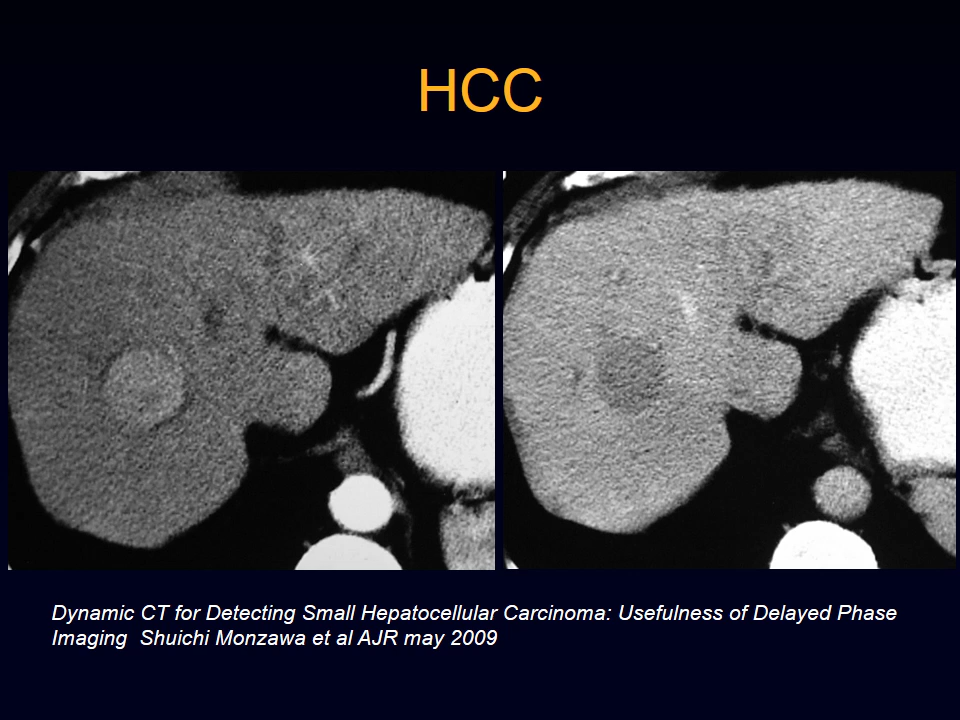 HCC
Dynamic CT for Detecting Small Hepatocellular Carcinoma: Usefulness of Delayed Phase
Imaging  Shuichi Monzawa et al AJR may 2009